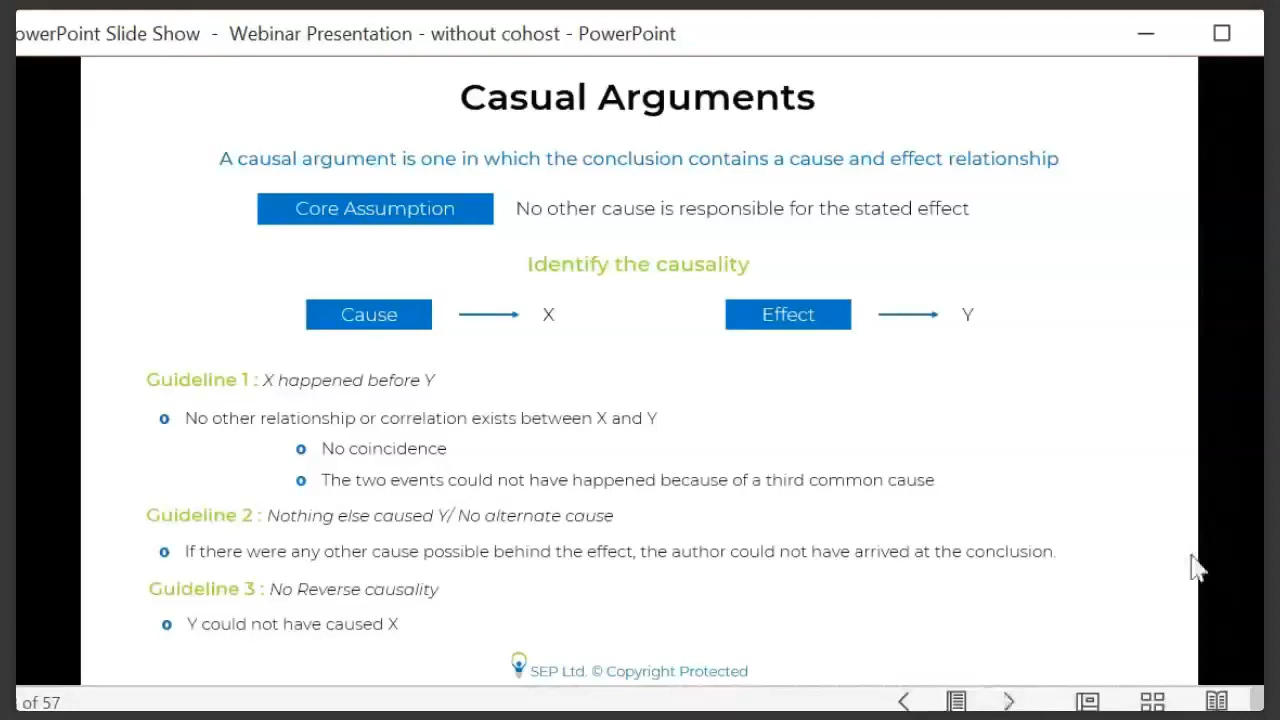 owerPoint Slide Show - Webinar Presentation - without cohost - PowerPoint
Casual Arguments
A causal argument is one in which the conclusion contains a cause and effect relationship
Core Assumption No other cause is responsible for the stated effect
Identify the causality
Cause X Effect Y
Guideline 1 : X happened before Y
o No other relationship or correlation exists between X and Y
o No coincidence
o The two events could not have happened because of a third common cause
Guideline 2 : Nothing else caused Y/ No alternate cause
o If there were any other cause possible behind the effect, the author could not have arrived at the conclusion.
Guideline 3 : No Reverse causality
o Y could not have caused X
SEP Ltd. © Copyright Protected
of 57